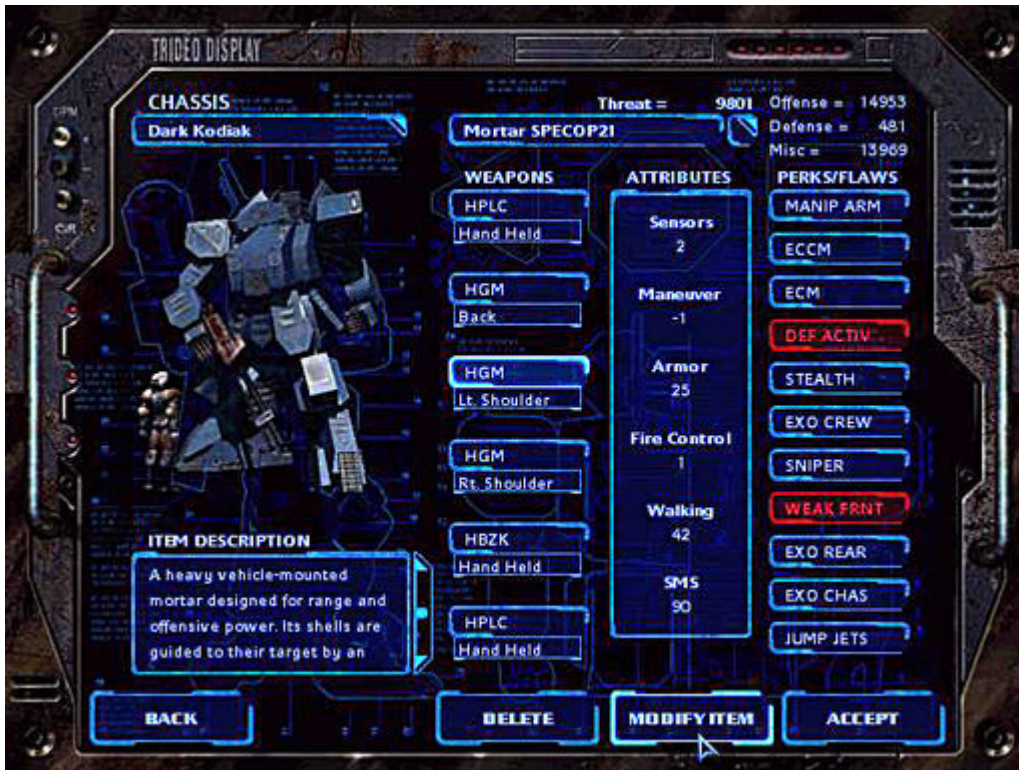 TRIDEO DISPLAY
CHASSIS
Dark Kodiak
Threat = 9801
Mortar SPECOP21
Offense = 14953
Defense = 481
Misc = 13969
WEAPONS
HPLC
Hand Held
HGM
Back
HGM
Lt. Shoulder
HGM
Rt. Shoulder
HBZK
Hand Held
HPLC
Hand Held
ATTRIBUTES
Sensors
2
Maneuver
-1
Armor
25
Fire Control
1
Walking
42
SMS
90
PERKS/FLAWS
MANIP ARM
ECCM
ECM
DEF ACTIV
STEALTH
EXO CREW
SNIPER
WEAK FRNT
EXO REAR
EXO CHAS
JUMP JETS
ITEM DESCRIPTION
A heavy vehicle-mounted
mortar designed for range and
offensive power. Its shells are
guided to their target by an
BACK
DELETE
MODIFY ITEM
ACCEPT